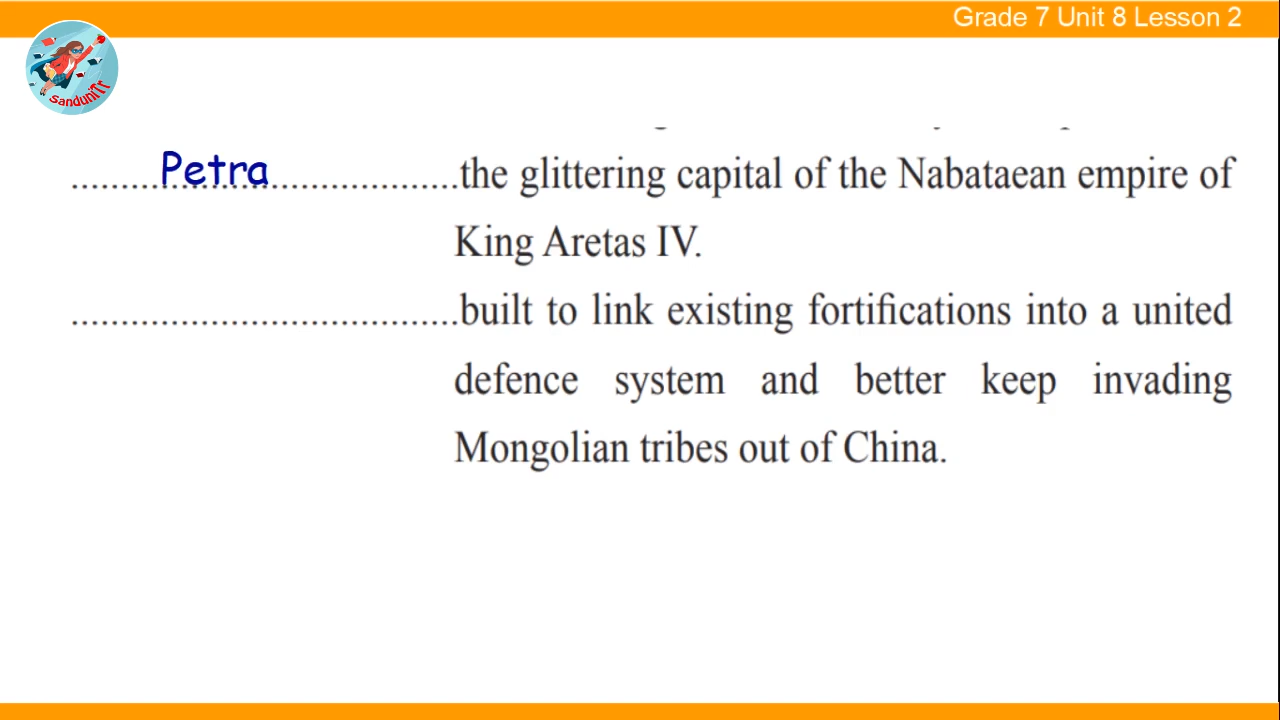 Grade 7 Unit 8 Lesson 2
SanduniTr
Petra
.......................................the glittering capital of the Nabataean empire of
King Aretas IV.
.......................................built to link existing fortifications into a united
defence system and better keep invading
Mongolian tribes out of China.